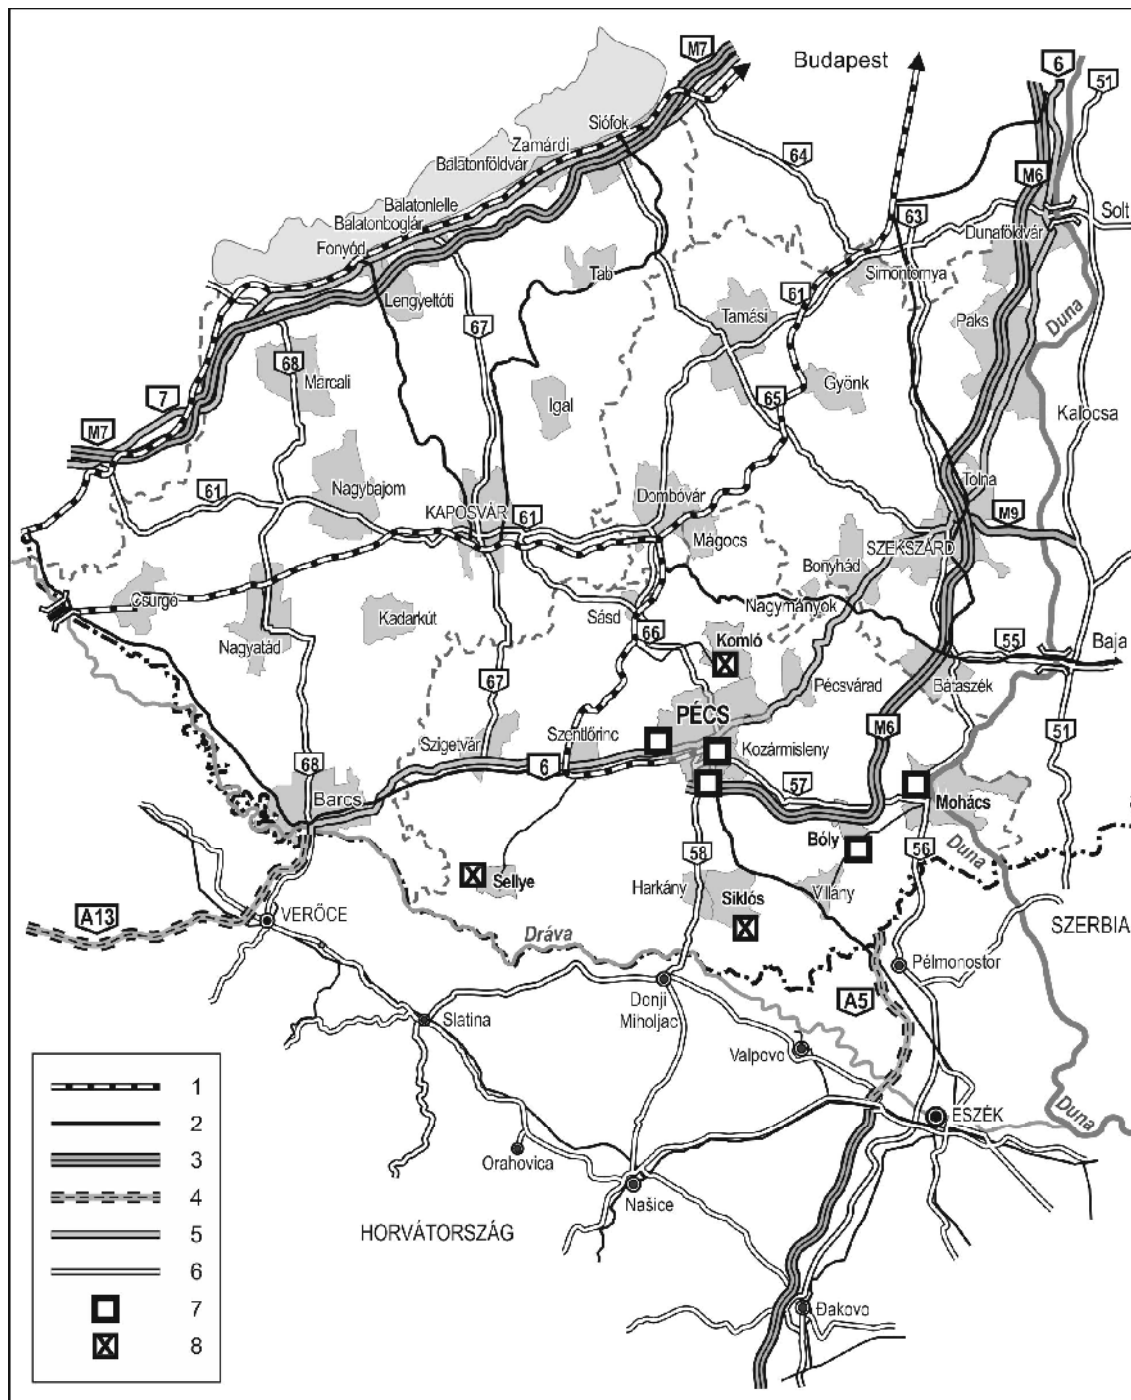 M7
Budapest
6
51
Siófok
Zamárdi
Balatonföldvár
64
M6
Balatonlelle
Balatonboglár
Fonyód
63
Solt
Dunaföldvár
Simontornya
Tab
Lengyeltóti
61
Tamási
Paks
Duna
67
68
Marcali
7
Igal
65
Gyönk
Kalocsa
M7
61
Nagybajom
KAPOSVÁR
61
Dombóvár
Tolna
M9
Mágocs
SZEKSZÁRD
Bonyhád
Csurgó
Nagyatád
Kadarkút
Sásd
66
Komló
Nagymányok
55
Baja
67
PÉCS
Pécsvárad
Bátaszék
Szigetvár
Szentlőrinc
Kozármisleny
M6
51
68
6
57
Barcs
Mohács
Bóly
Duna
58
56
Sellye
Harkány
Siklós
Villány
A13
VERŐCE
Dráva
SZERBIA
Pélmonostor
A5
Donji
Miholjac
Slatina
Valpovo
ESZÉK
Duna
Orahovica
Našice
HORVÁTORSZÁG
Đakovo
1
2
3
4
5
6
7
8